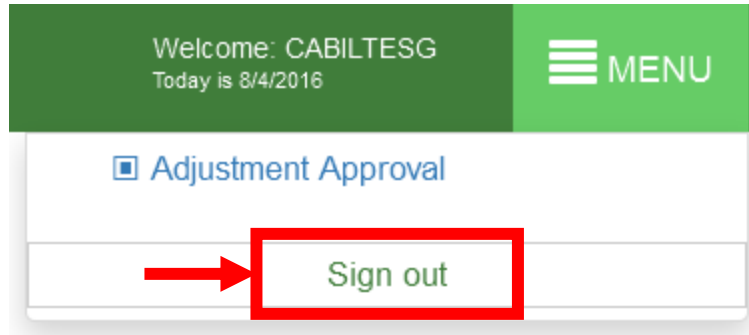 Welcome: CABILTESG
Today is 8/4/2016
MENU
Adjustment Approval
Sign out